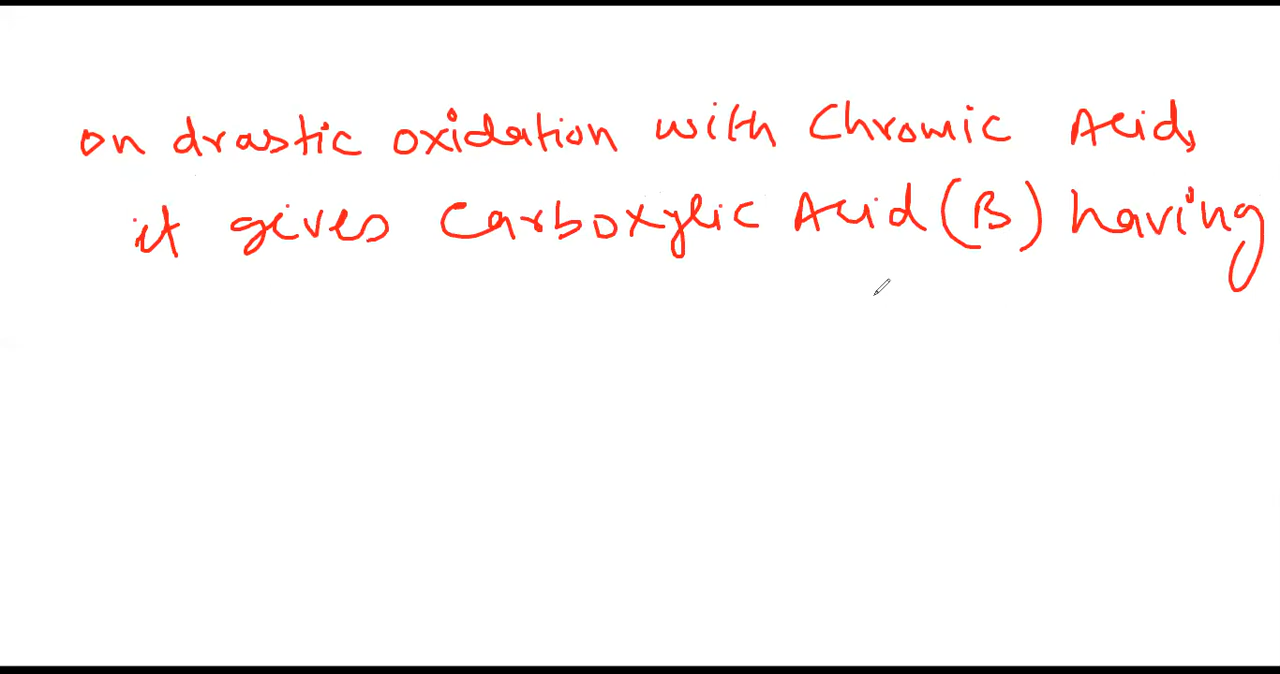 on drastic oxidation with Chromic Acid,
it gives Carboxylic Acid (B) having